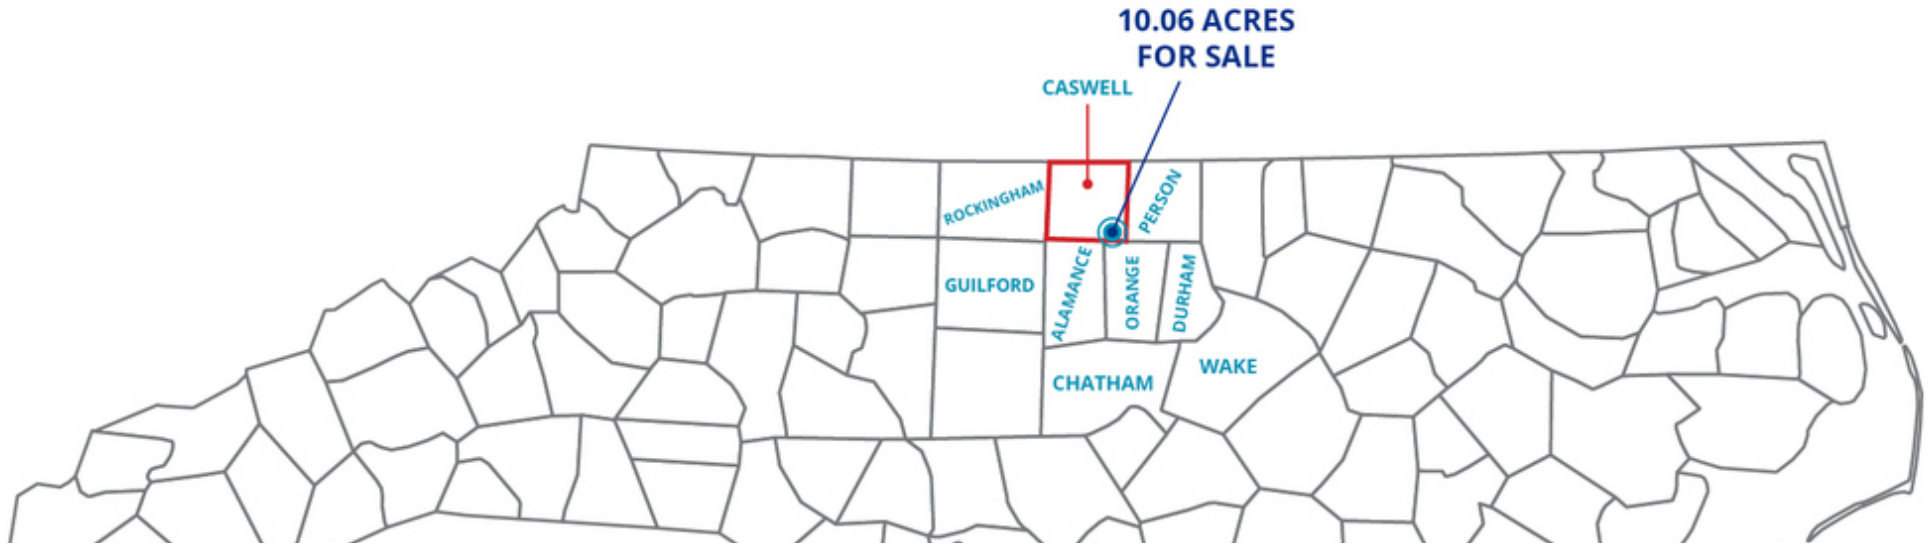 10.06 ACRES
FOR SALE
CASWELL
ROCKINGHAM
PERSON
GUILFORD
ALAMANCE
ORANGE
DURHAM
CHATHAM
WAKE